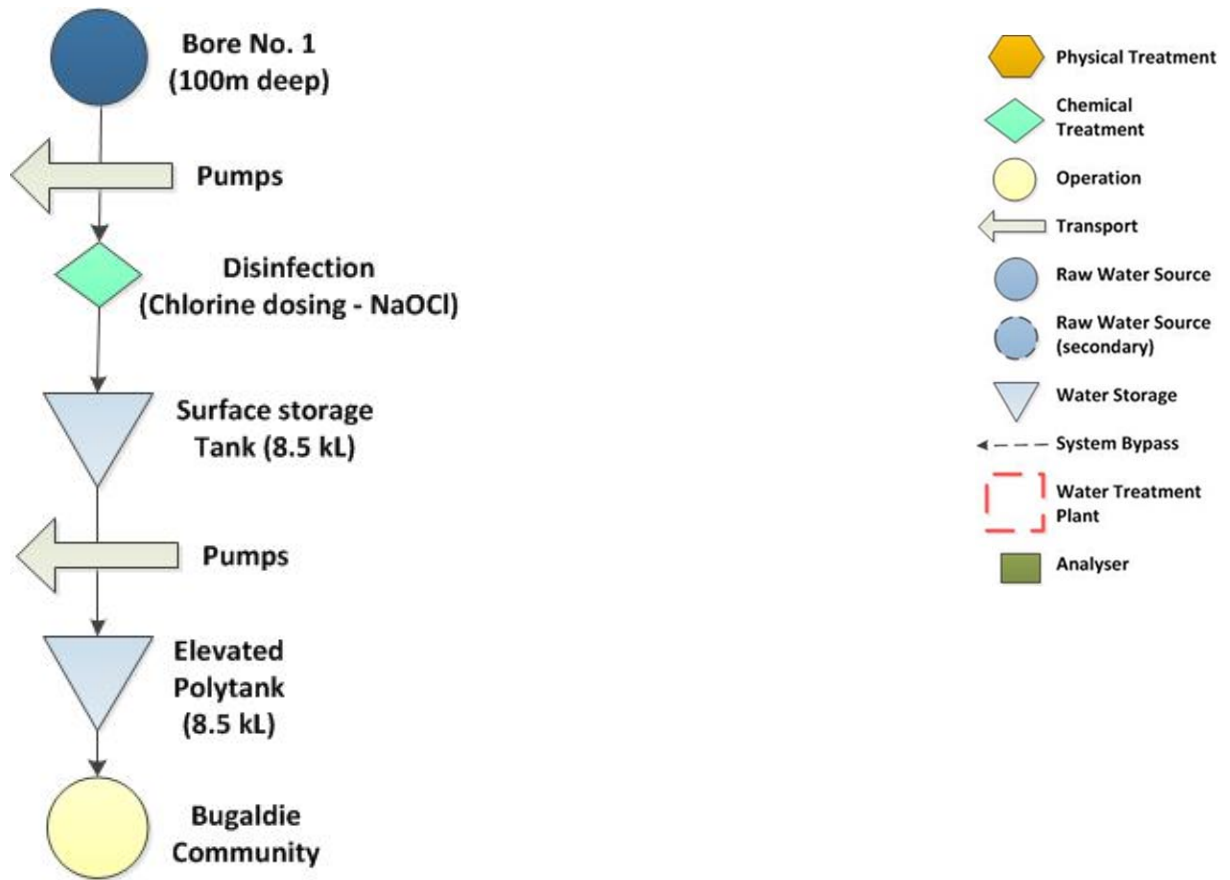 Bore No. 1
(100m deep)
Pumps
Disinfection
(Chlorine dosing - NaOCl)
Surface storage
Tank (8.5 kL)
Pumps
Elevated
Polytank
(8.5 kL)
Bugaldie
Community
Physical Treatment
Chemical
Treatment
Operation
Transport
Raw Water Source
Raw Water Source
(secondary)
Water Storage
System Bypass
Water Treatment
Plant
Analyser